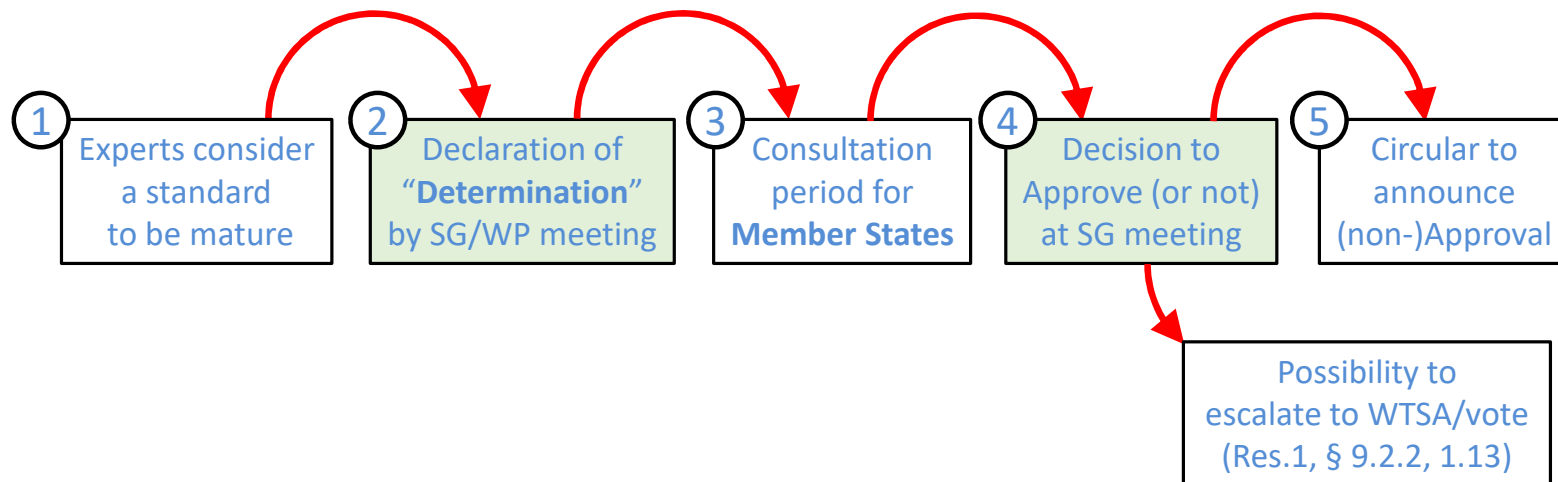 1
Experts consider
a standard
to be mature
2
Declaration of
“Determination”
by SG/WP meeting
3
Consultation
period for
Member States
4
Decision to
Approve (or not)
at SG meeting
5
Circular to
announce
(non-)Approval
Possibility to
escalate to WTSA/vote
(Res.1, § 9.2.2, 1.13)